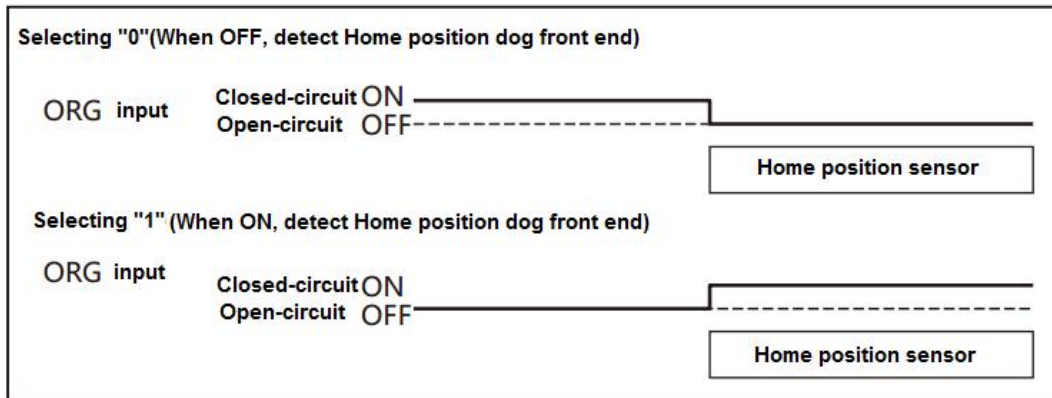 Selecting "0"(When OFF, detect Home position dog front end)
ORG input
Closed-circuit ON
Open-circuit OFF
Home position sensor
Selecting "1" (When ON, detect Home position dog front end)
ORG input
Closed-circuit ON
Open-circuit OFF
Home position sensor